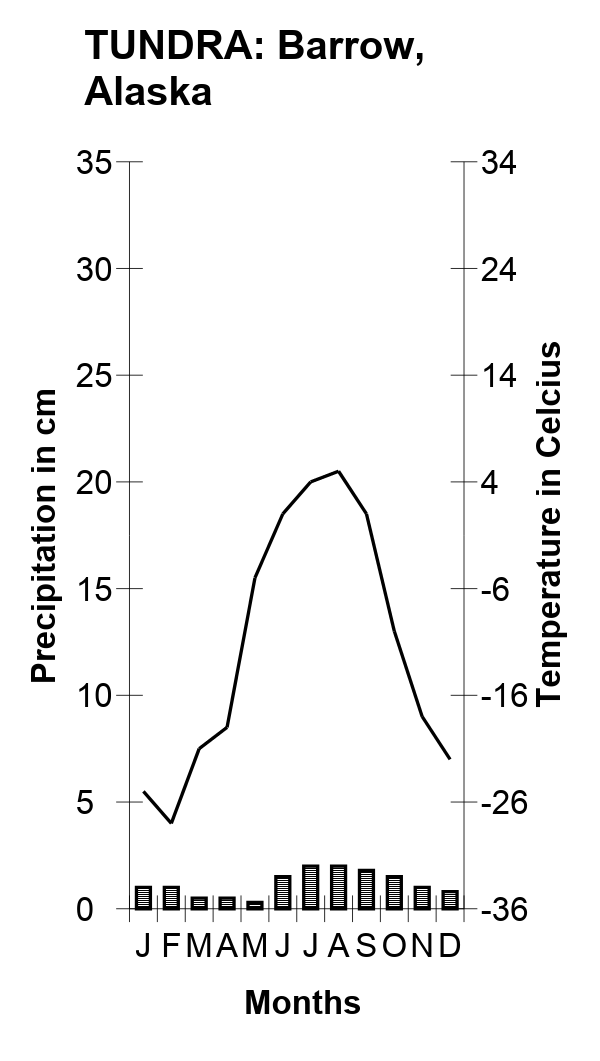 TUNDRA: Barrow,
Alaska
35
30
25
20
15
10
5
0
34
24
14
4
-6
-16
-26
-36
Precipitation in cm
Temperature in Celcius
J F M A M J J A S O N D
Months